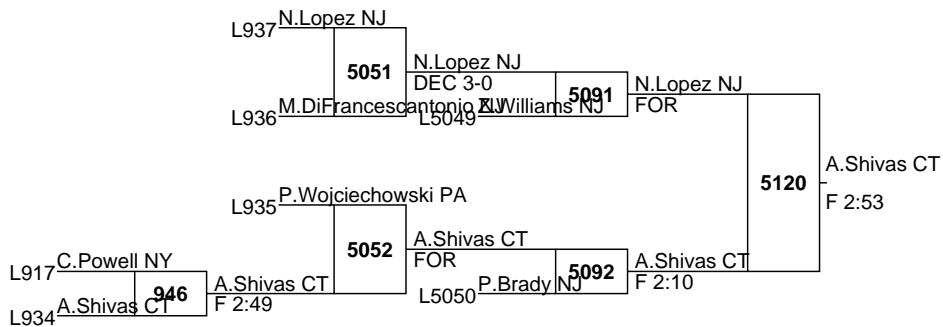 N.Lopez NJ
L937
5051
N.Lopez NJ
DEC 3-0
M.DiFrancescantonio NJ
L936
5091
N.Lopez NJ
FOR
Williams NJ
L5049
5120
A.Shivas CT
F 2:53
P.Wojciechowski PA
L935
5052
A.Shivas CT
FOR
C.Powell NY
L917
946
A.Shivas CT
F 2:49
A.Shivas CT
L934
5092
A.Shivas CT
F 2:10
P.Brady NJ
L5050